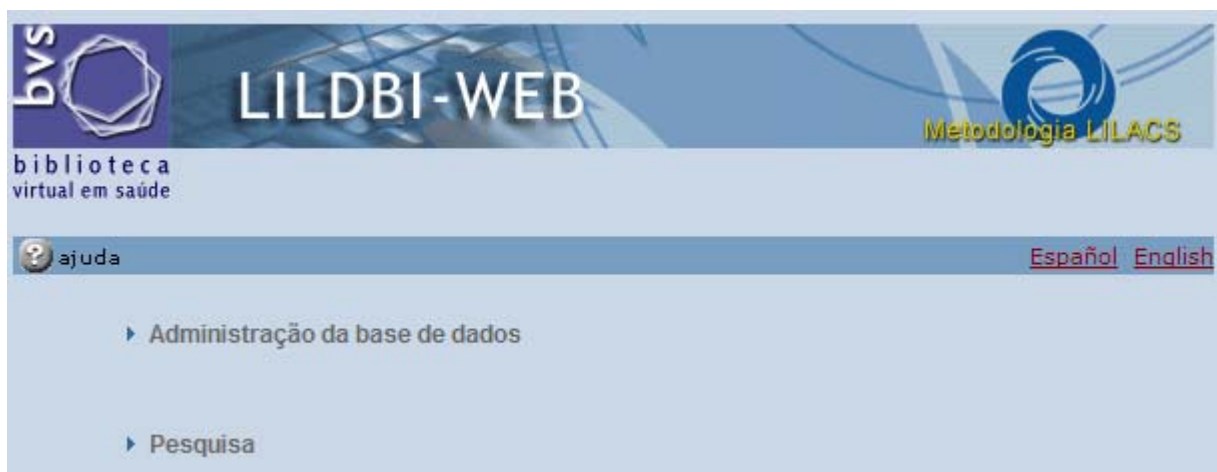 bvs
LILDBI-WEB
Metodologia LILACS
biblioteca
virtual em saúde
? ajuda
Español English
Administração da base de dados
Pesquisa